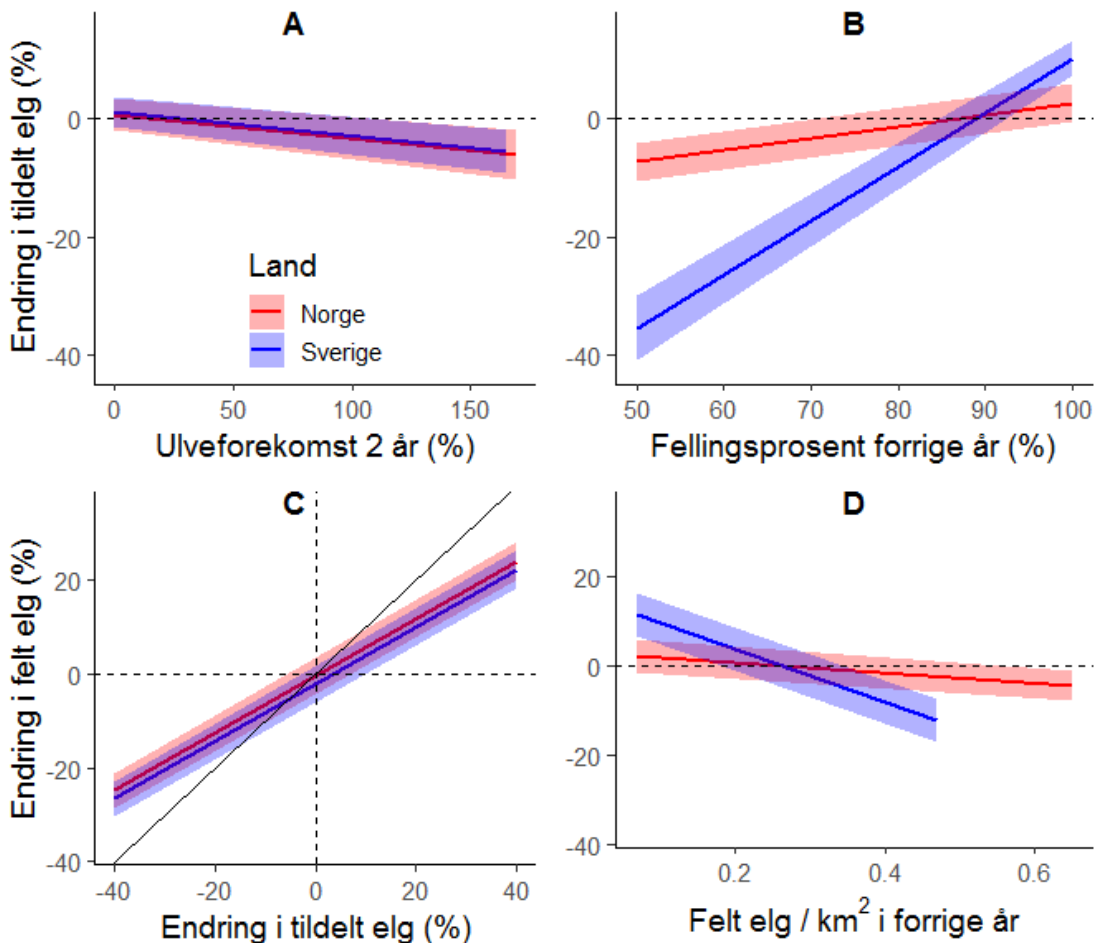 A
Endring i tildelt elg (%)
0
-20
-40
Land
Norge
Sverige
0 50 100 150
Ulveforekomst 2 år (%)
B
0
-20
-40
50 60 70 80 90 100
Fellingsprosent forrige år (%)
C
Endring i felt elg (%)
20
0
-20
-40
-40 -20 0 20 40
Endring i tildelt elg (%)
D
20
0
-20
-40
0.2 0.4 0.6
Felt elg / km² i forrige år